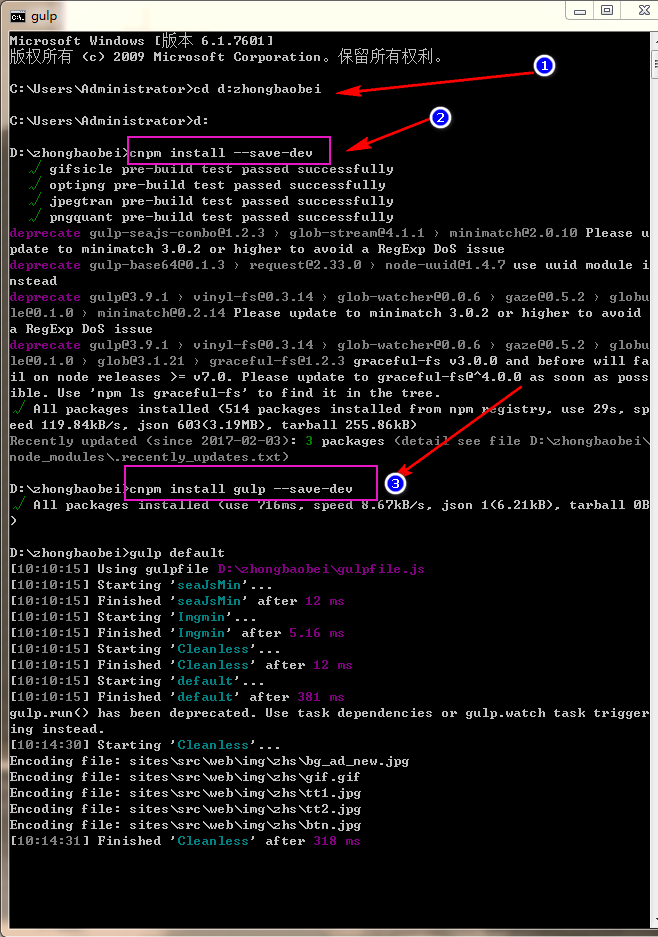 gulp
Microsoft Windows [版本 6.1.7601]
版权所有 (c) 2009 Microsoft Corporation。保留所有权利。
C:\Users\Administrator>cd d:zhongbaobei
1
C:\Users\Administrator>d:
2
D:\zhongbaobei>cnpm install --save-dev
√ gifsicle pre-build test passed successfully
√ optipng pre-build test passed successfully
√ jpegtran pre-build test passed successfully
√ pngquant pre-build test passed successfully
deprecate gulp-seajs-combo@1.2.3 › glob-stream@4.1.1 › minimatch@2.0.10 Please u
pdate to minimatch 3.0.2 or higher to avoid a RegExp DoS issue
deprecate gulp-base64@0.1.3 › request@2.33.0 › node-uuid@1.4.7 use uuid module i
nstead
deprecate gulp@3.9.1 › vinyl-fs@0.3.14 › glob-watcher@0.0.6 › gaze@0.5.2 › globu
le@0.1.0 › minimatch@0.2.14 Please update to minimatch 3.0.2 or higher to avoid
a RegExp DoS issue
deprecate gulp@3.9.1 › vinyl-fs@0.3.14 › glob-watcher@0.0.6 › gaze@0.5.2 › globu
le@0.1.0 › glob@3.1.21 › graceful-fs@1.2.3 graceful-fs v3.0.0 and before will fa
il on node releases >= v7.0. Please update to graceful-fs@^4.0.0 as soon as poss
ible. Use 'npm ls graceful-fs' to find it in the tree.
√ All packages installed (514 packages installed from npm registry, use 29s, sp
eed 119.84kB/s, json 603(3.19MB), tarball 255.86kB)
Recently updated (since 2017-02-03): 3 packages (detail see file D:\zhongbaobei\
node_modules\.recently_updates.txt)
D:\zhongbaobei>cnpm install gulp --save-dev
3
√ All packages installed (use 716ms, speed 8.67kB/s, json 1(6.21kB), tarball 0B
)
D:\zhongbaobei>gulp default
[10:10:15] Using gulpfile D:\zhongbaobei\gulpfile.js
[10:10:15] Starting 'seaJsMin'...
[10:10:15] Finished 'seaJsMin' after 12 ms
[10:10:15] Starting 'Imgmin'...
[10:10:15] Finished 'Imgmin' after 5.16 ms
[10:10:15] Starting 'Cleanless'...
[10:10:15] Finished 'Cleanless' after 12 ms
[10:10:15] Starting 'default'...
[10:10:15] Finished 'default' after 381 ms
gulp.run() has been deprecated. Use task dependencies or gulp.watch task trigger
ing instead.
[10:14:30] Starting 'Cleanless'...
Encoding file: sites\src\web\img\zhs\bg_ad_new.jpg
Encoding file: sites\src\web\img\zhs\gif.gif
Encoding file: sites\src\web\img\zhs\tt1.jpg
Encoding file: sites\src\web\img\zhs\tt2.jpg
Encoding file: sites\src\web\img\zhs\btn.jpg
[10:14:31] Finished 'Cleanless' after 318 ms